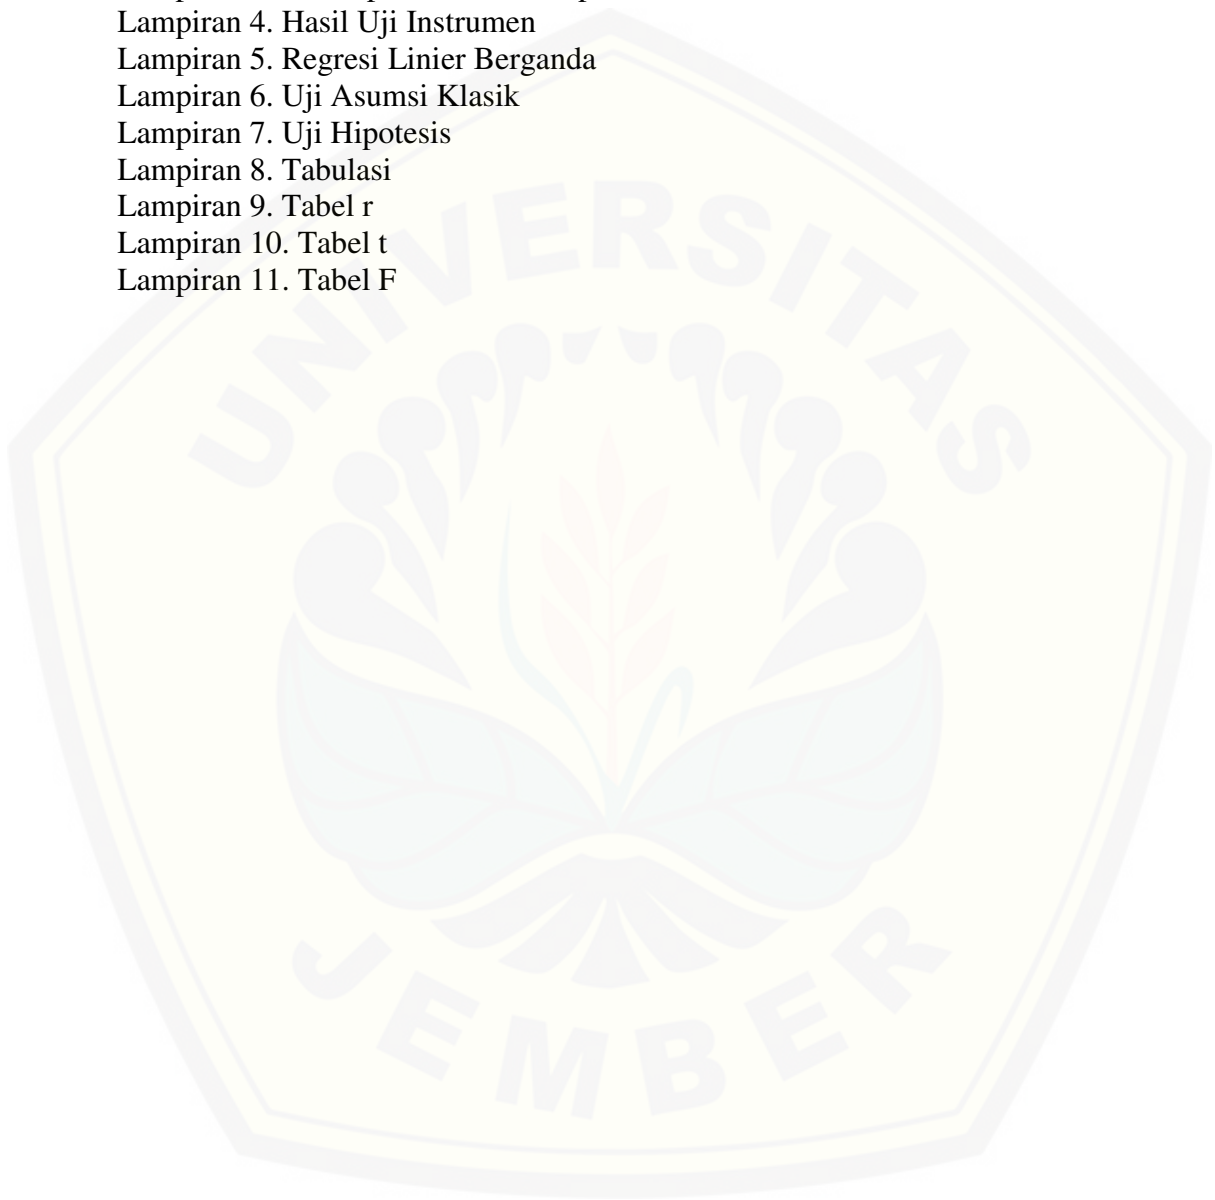 Lampiran 4. Hasil Uji Instrumen
Lampiran 5. Regresi Linier Berganda
Lampiran 6. Uji Asumsi Klasik
Lampiran 7. Uji Hipotesis
Lampiran 8. Tabulasi
Lampiran 9. Tabel r
Lampiran 10. Tabel t
Lampiran 11. Tabel F
UNIVERSITAS
JEMBER